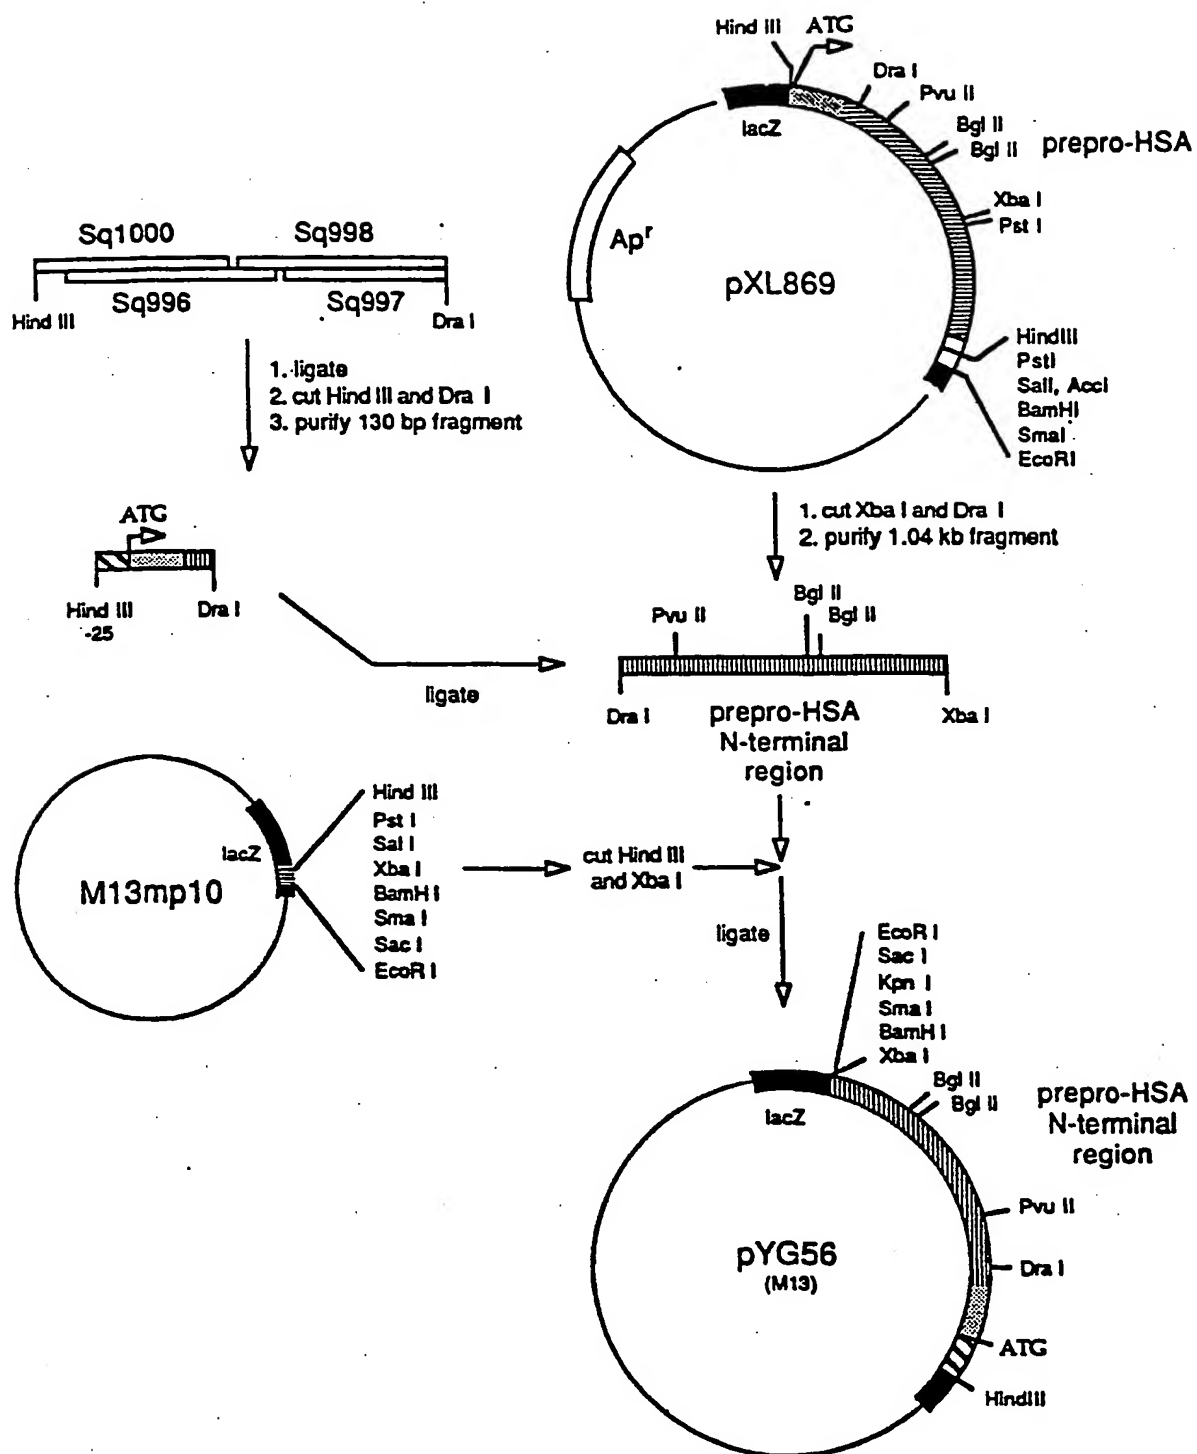 Hind III
ATG
Dra I
Pvu II
Bgl II
Bgl II
prepro-HSA
Xba I
Pst I
lacZ
Apr
pXL869
HindIII
PstI
SalI, AccI
BamHI
SmaI
EcoRI
Sq1000
Sq998
Sq996
Sq997
Hind III
Dra I
1. ligate
2. cut Hind III and Dra I
3. purify 130 bp fragment
1. cut Xba I and Dra I
2. purify 1.04 kb fragment
ATG
Hind III
-25
Dra I
ligate
Pvu II
Bgl II
Bgl II
Dra I
Xba I
prepro-HSA
N-terminal
region
M13mp10
lacZ
Hind III
Pst I
Sal I
Xba I
BamH I
Sma I
Sac I
EcoR I
cut Hind III
and Xba I
ligate
EcoR I
Sac I
Kpn I
Sma I
BamH I
Xba I
Bgl II
Bgl II
prepro-HSA
N-terminal
region
lacZ
Pvu II
Dra I
pYG56
(M13)
ATG
HindIII